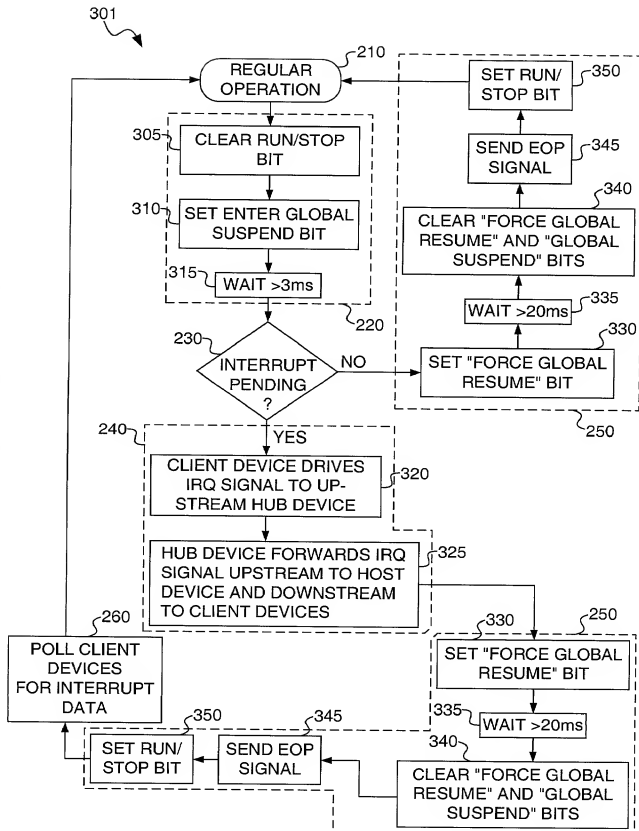 301
210
REGULAR
OPERATION
305
CLEAR RUN/STOP
BIT
310
SET ENTER GLOBAL
SUSPEND BIT
315
WAIT >3ms
220
230
INTERRUPT
PENDING
?
NO
YES
350
SET RUN/
STOP BIT
345
SEND EOP
SIGNAL
340
CLEAR "FORCE GLOBAL
RESUME" AND "GLOBAL
SUSPEND" BITS
335
WAIT >20ms
330
SET "FORCE GLOBAL
RESUME" BIT
250
240
CLIENT DEVICE DRIVES
IRQ SIGNAL TO UP-
STREAM HUB DEVICE
320
HUB DEVICE FORWARDS IRQ
SIGNAL UPSTREAM TO HOST
DEVICE AND DOWNSTREAM
TO CLIENT DEVICES
325
330
250
SET "FORCE GLOBAL
RESUME" BIT
335
WAIT >20ms
340
CLEAR "FORCE GLOBAL
RESUME" AND "GLOBAL
SUSPEND" BITS
345
SEND EOP
SIGNAL
350
SET RUN/
STOP BIT
260
POLL CLIENT
DEVICES
FOR INTERRUPT
DATA